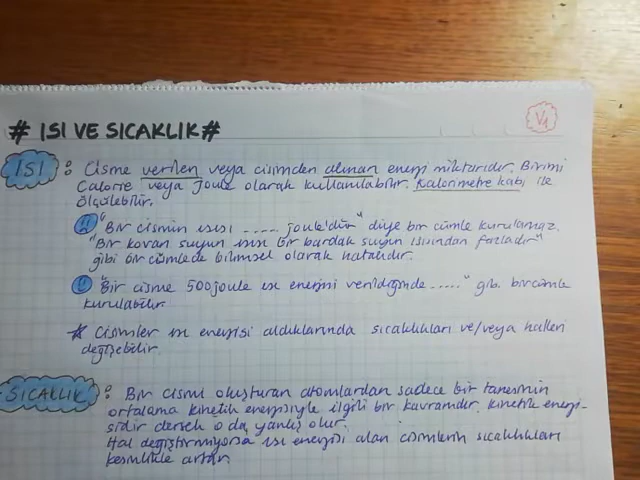 # ISI VE SICAKLIK #
V1
ISI : Cisme verilen veya cisimden alınan enerji miktarıdır. Birimi
Calorie veya Joule olarak kullanılabilir. Kalorimetre kabı ile
ölçülebilir.
!! "Bir cismin ısısı ..... joule'dür" diye bir cümle kurulamaz.
"Bir kovan suyun ısısı bir bardak suyun ısısından fazladır"
gibi bir cümlede bilimsel olarak hatalıdır.
"Bir cisme 500 joule ısı enerjisi verildiğinde ....." gibi bir cümle
kurulabilir.
* Cisimler ısı enerjisi aldıklarında sıcaklıkları ve/veya halleri
değişebilir.
SICAKLIK : Bir cismi oluşturan atomlardan sadece bir tanesinin
ortalama kinetik enerjisiyle ilgili bir kavramdır. Kinetik enerji-
sidir dersek o da yanlış olur.
Hal değiştirmiyorsa ısı enerjisi alan cisimlerin sıcaklıkları
kesinlikle artar.